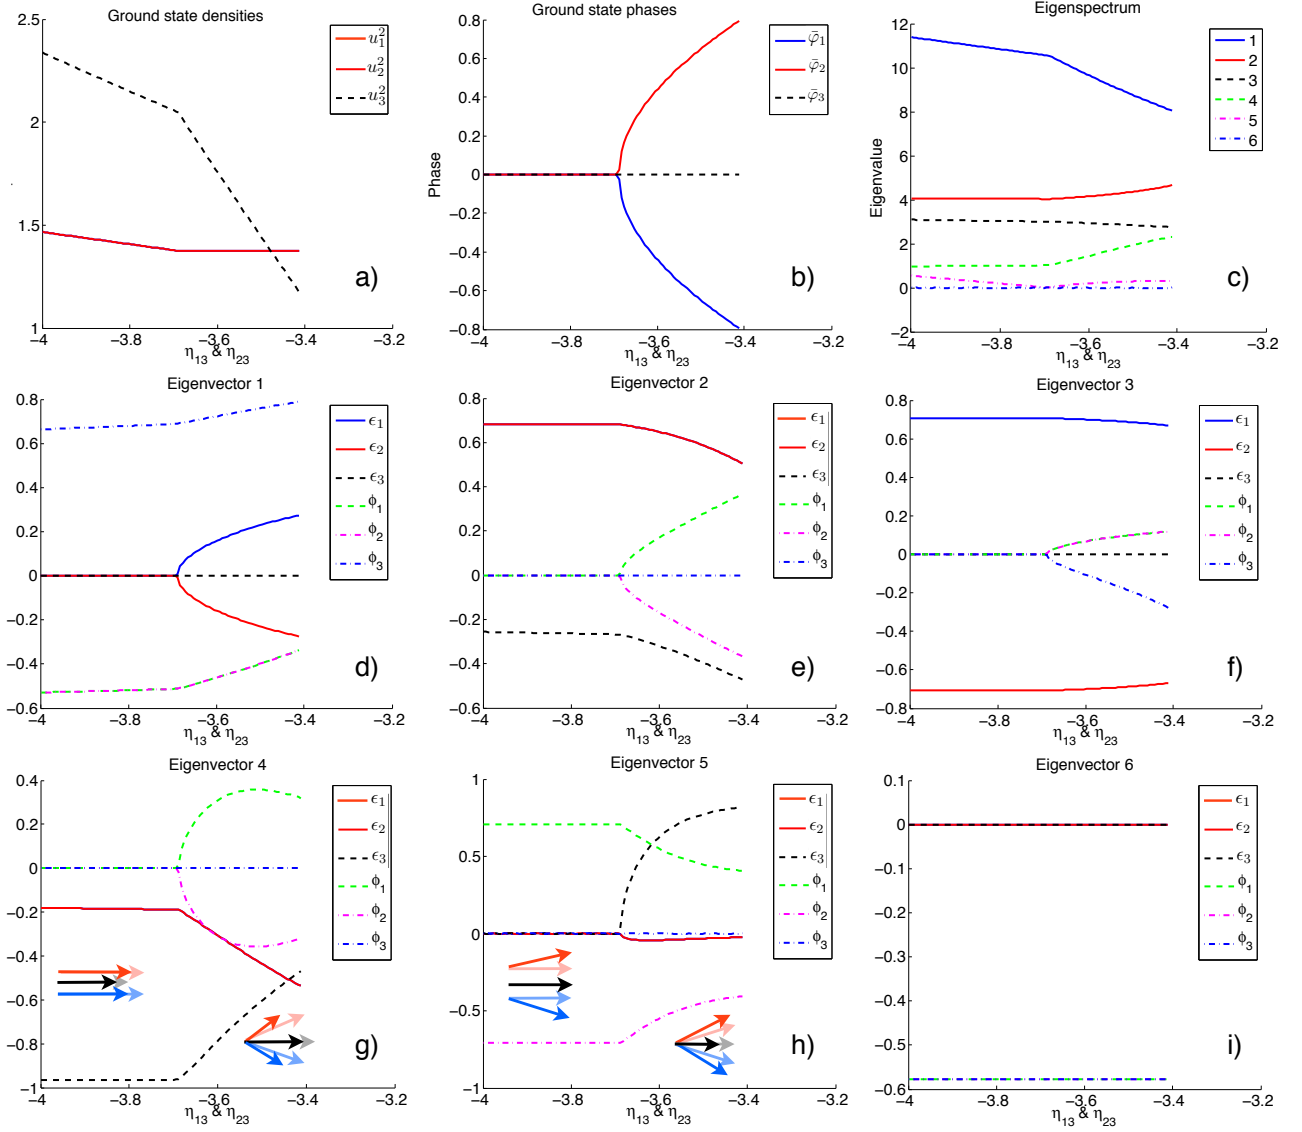 Ground state densities
2.5
2
1.5
1
−4
−3.8
−3.6
−3.4
−3.2
η13 & η23
u₁²
u₂²
u₃²
a)
Ground state phases
Phase
0.8
0.6
0.4
0.2
0
−0.2
−0.4
−0.6
−0.8
−4
−3.8
−3.6
−3.4
−3.2
η13 & η23
φ̄₁
φ̄₂
φ̄₃
b)
Eigenspectrum
Eigenvalue
12
10
8
6
4
2
0
−2
−4
−3.8
−3.6
−3.4
−3.2
η13 & η23
1
2
3
4
5
6
c)
Eigenvector 1
0.8
0.6
0.4
0.2
0
−0.2
−0.4
−0.6
−4
−3.8
−3.6
−3.4
−3.2
η13 & η23
ϵ₁
ϵ₂
ϵ₃
ϕ₁
ϕ₂
ϕ₃
d)
Eigenvector 2
0.8
0.6
0.4
0.2
0
−0.2
−0.4
−0.6
−4
−3.8
−3.6
−3.4
−3.2
η13 & η23
ϵ₁
ϵ₂
ϵ₃
ϕ₁
ϕ₂
ϕ₃
e)
Eigenvector 3
0.8
0.6
0.4
0.2
0
−0.2
−0.4
−0.6
−0.8
−4
−3.8
−3.6
−3.4
−3.2
η13 & η23
ϵ₁
ϵ₂
ϵ₃
ϕ₁
ϕ₂
ϕ₃
f)
Eigenvector 4
0.4
0.2
0
−0.2
−0.4
−0.6
−0.8
−1
−4
−3.8
−3.6
−3.4
−3.2
η13 & η23
ϵ₁
ϵ₂
ϵ₃
ϕ₁
ϕ₂
ϕ₃
g)
Eigenvector 5
1
0.5
0
−0.5
−1
−4
−3.8
−3.6
−3.4
−3.2
η13 & η23
ϵ₁
ϵ₂
ϵ₃
ϕ₁
ϕ₂
ϕ₃
h)
Eigenvector 6
0.1
0
−0.1
−0.2
−0.3
−0.4
−0.5
−0.6
−4
−3.8
−3.6
−3.4
−3.2
η13 & η23
ϵ₁
ϵ₂
ϵ₃
ϕ₁
ϕ₂
ϕ₃
i)